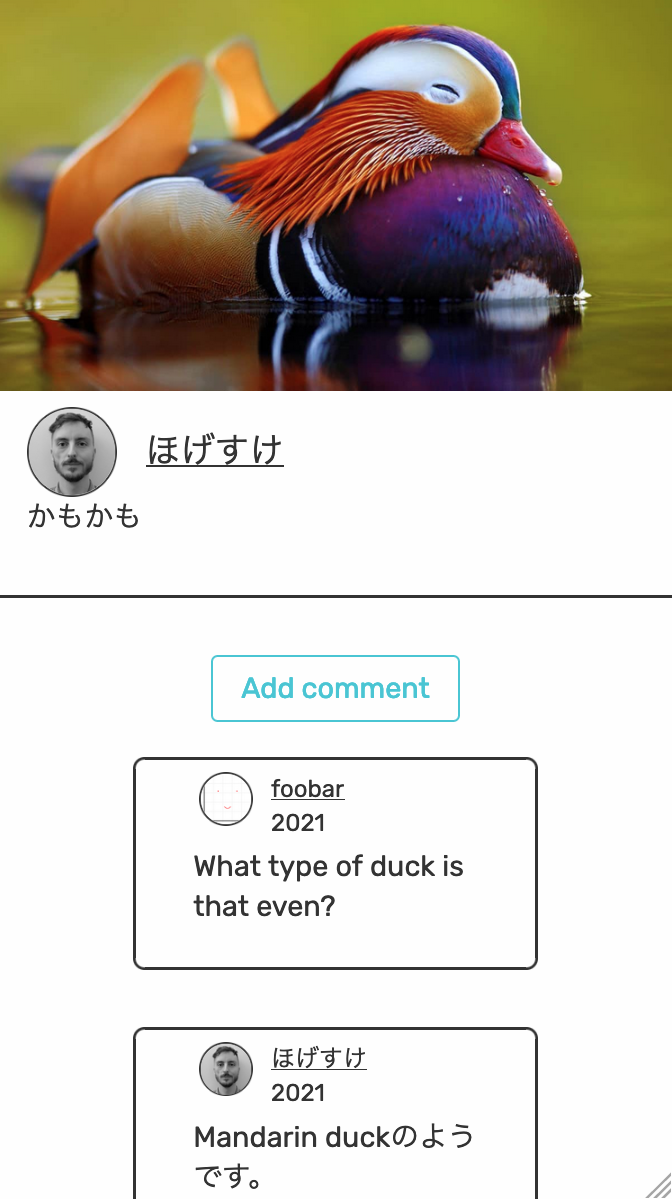 ほげすけ
かもかも
Add comment
foobar
2021
What type of duck is
that even?
ほげすけ
2021
Mandarin duckのよう
です。